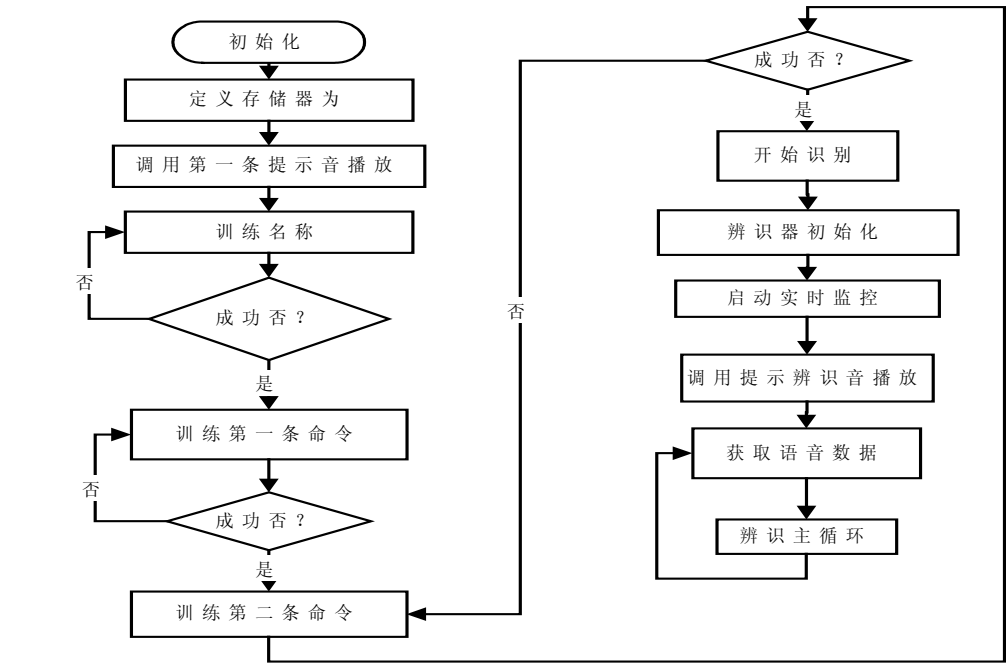 初始化
定义存储器为
调用第一条提示音播放
训练名称
否
成功否？
是
训练第一条命令
否
成功否？
是
训练第二条命令
否
成功否？
是
开始识别
辨识器初始化
启动实时监控
调用提示辨识音播放
获取语音数据
辨识主循环